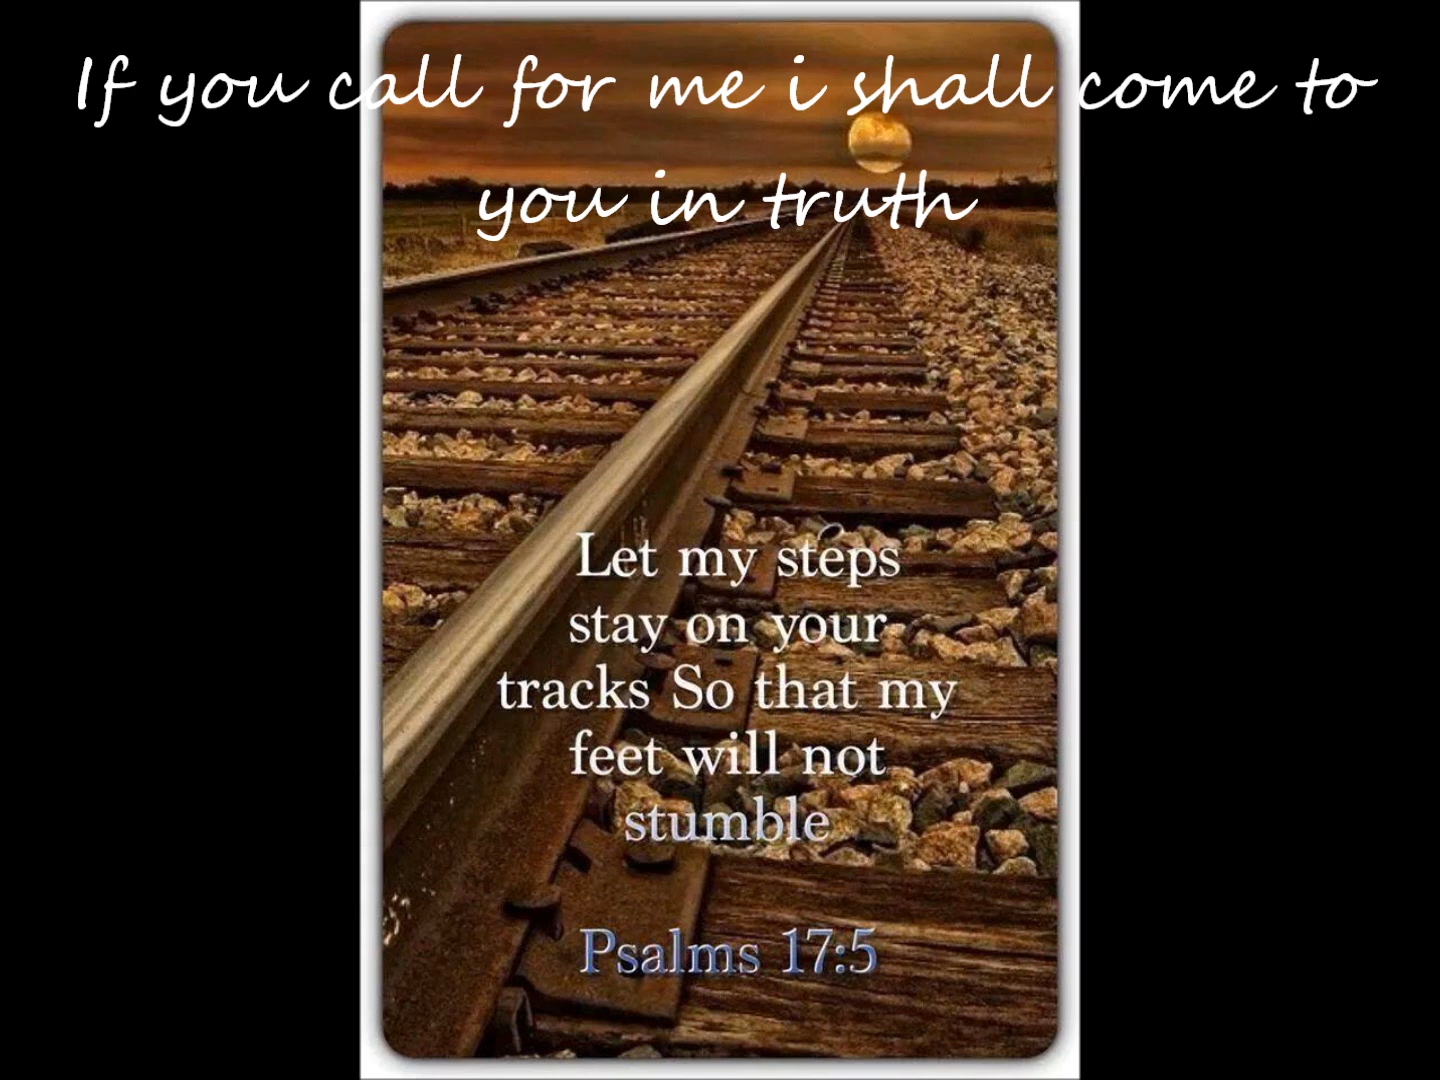 If you call for me i shall come to
you in truth
Let my steps
stay on your
tracks So that my
feet will not
stumble
Psalms 17:5